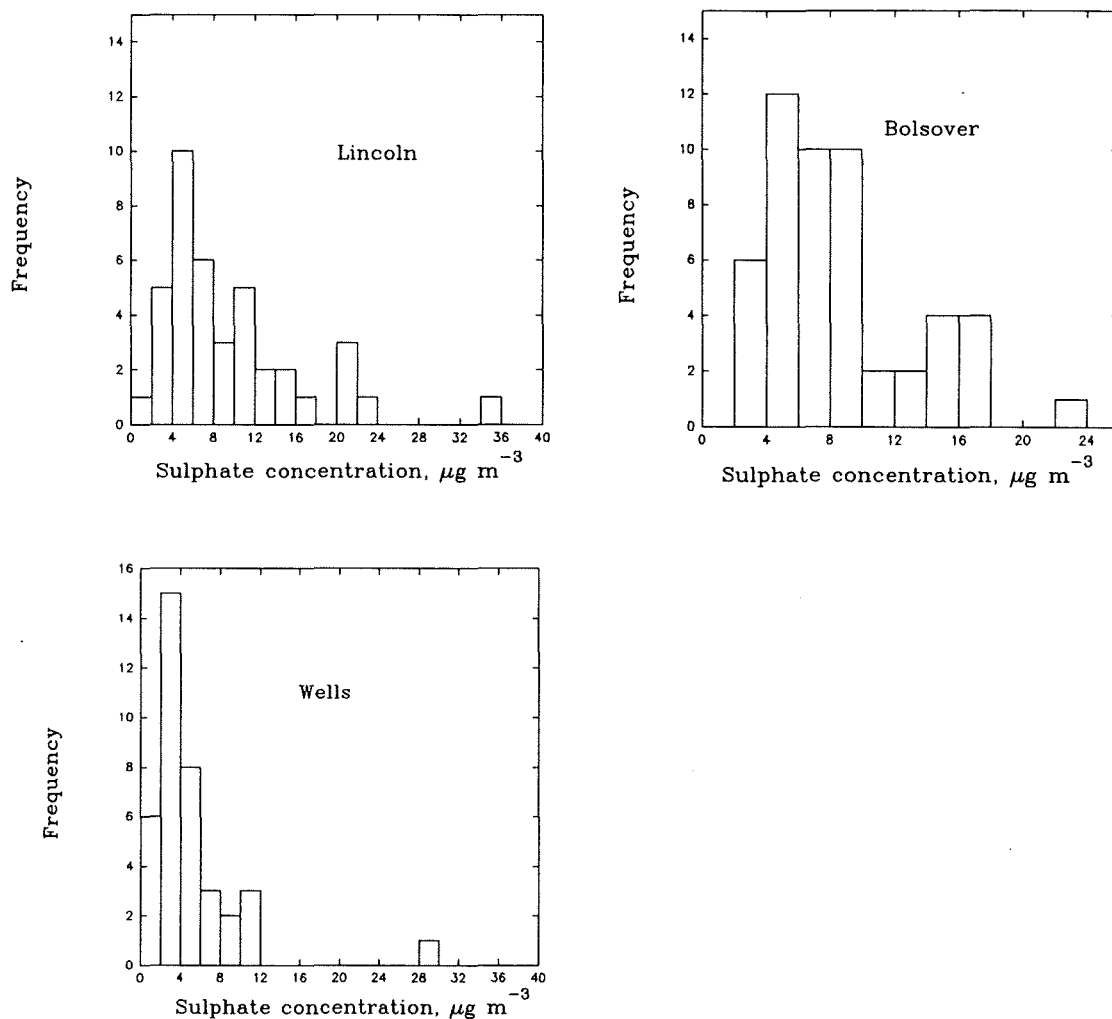 14
12
10
8
6
4
2
0
Frequency
Lincoln
0 4 8 12 16 20 24 28 32 36 40
Sulphate concentration, μg m⁻³
14
12
10
8
6
4
2
0
Frequency
Bolsover
0 4 8 12 16 20 24
Sulphate concentration, μg m⁻³
16
14
12
10
8
6
4
2
0
Frequency
Wells
0 4 8 12 16 20 24 28 32 36 40
Sulphate concentration, μg m⁻³